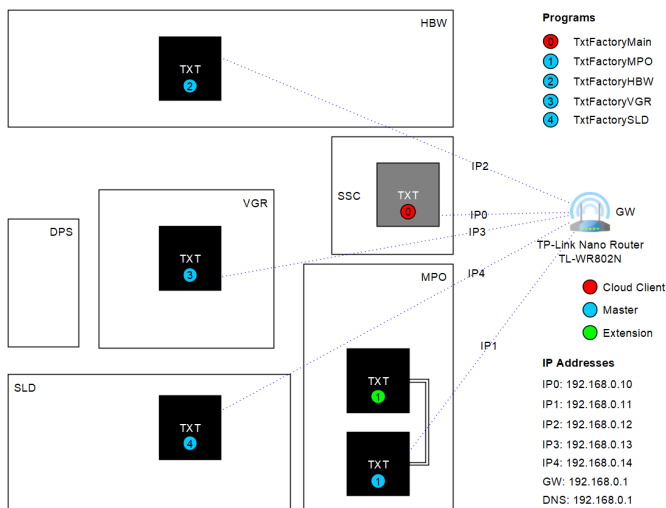 HBW
TXT
2
SSC
TXT
0
VGR
TXT
3
DPS
MPO
TXT
1
TXT
1
SLD
TXT
4
IP2
IP0
IP3
IP4
IP1
GW
TP-Link Nano Router
TL-WR802N
Programs
0 TxtFactoryMain
1 TxtFactoryMPO
2 TxtFactoryHBW
3 TxtFactoryVGR
4 TxtFactorySLD
Cloud Client
Master
Extension
IP Addresses
IP0: 192.168.0.10
IP1: 192.168.0.11
IP2: 192.168.0.12
IP3: 192.168.0.13
IP4: 192.168.0.14
GW: 192.168.0.1
DNS: 192.168.0.1